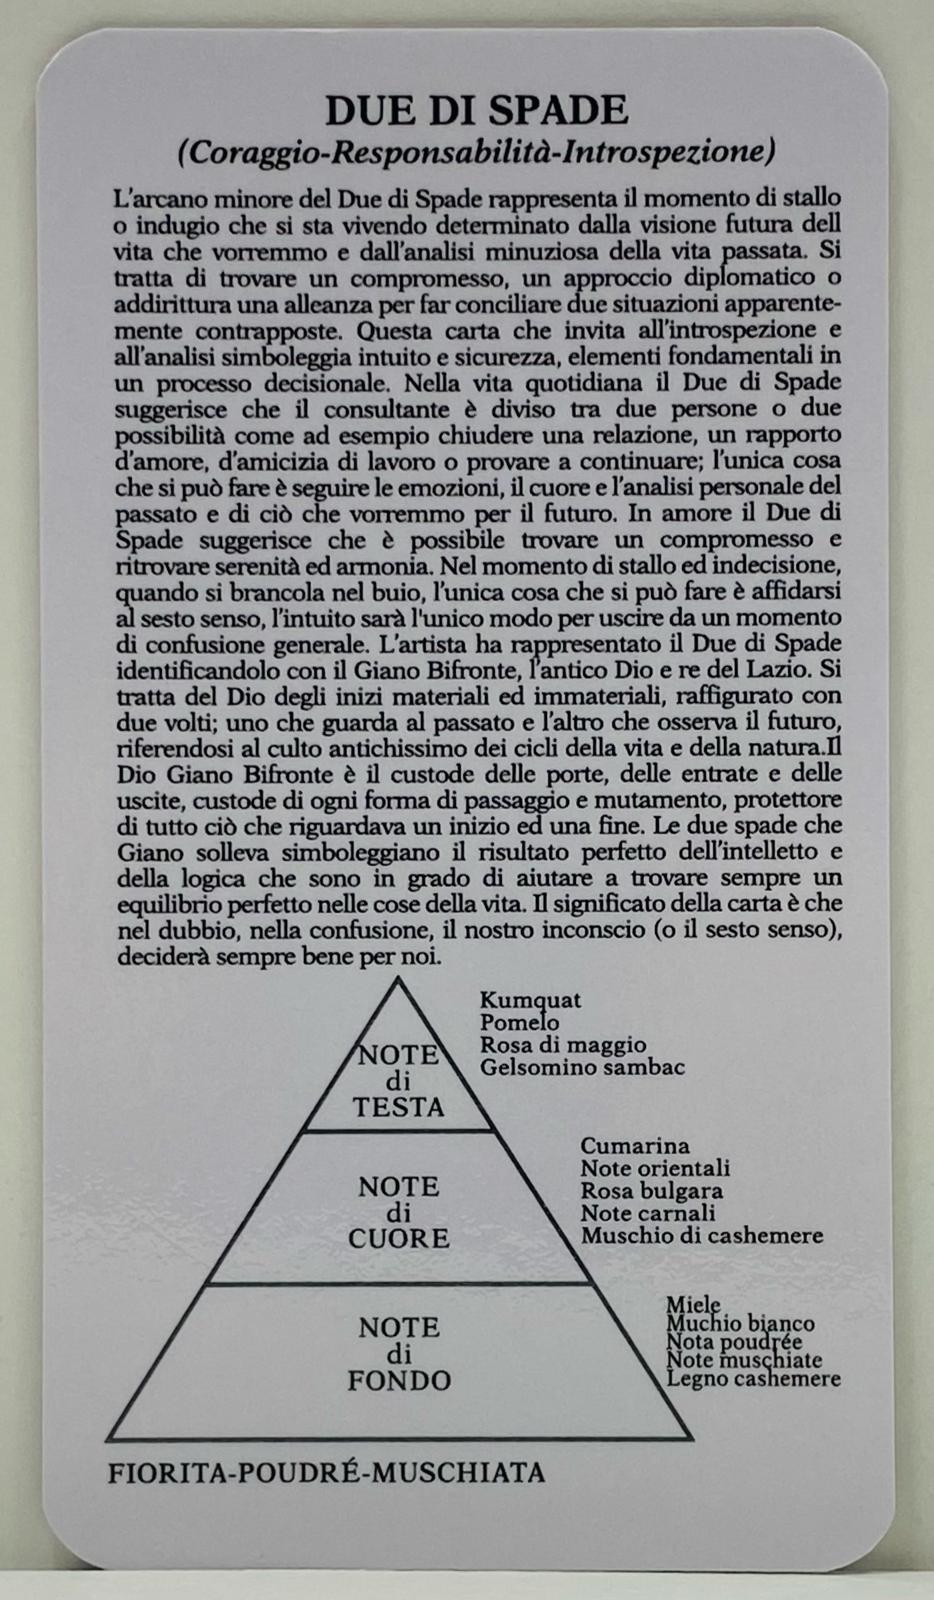 DUE DI SPADE
(Coraggio-Responsabilità-Introspezione)
L'arcano minore del Due di Spade rappresenta il momento di stallo
o indugio che si sta vivendo determinato dalla visione futura dell
vita che vorremmo e dall'analisi minuziosa della vita passata. Si
tratta di trovare un compromesso, un approccio diplomatico o
addirittura una alleanza per far conciliare due situazioni apparente-
mente contrapposte. Questa carta che invita all'introspezione e
all'analisi simboleggia intuito e sicurezza, elementi fondamentali in
un processo decisionale. Nella vita quotidiana il Due di Spade
suggerisce che il consultante è diviso tra due persone o due
possibilità come ad esempio chiudere una relazione, un rapporto
d'amore, d'amicizia di lavoro o provare a continuare; l'unica cosa
che si può fare è seguire le emozioni, il cuore e l'analisi personale del
passato e di ciò che vorremmo per il futuro. In amore il Due di
Spade suggerisce che è possibile trovare un compromesso e
ritrovare serenità ed armonia. Nel momento di stallo ed indecisione,
quando si brancola nel buio, l'unica cosa che si può fare è affidarsi
al sesto senso, l'intuito sarà l'unico modo per uscire da un momento
di confusione generale. L'artista ha rappresentato il Due di Spade
identificandolo con il Giano Bifronte, l'antico Dio e re del Lazio. Si
tratta del Dio degli inizi materiali ed immateriali, raffigurato con
due volti; uno che guarda al passato e l'altro che osserva il futuro,
riferendosi al culto antichissimo dei cicli della vita e della natura.Il
Dio Giano Bifronte è il custode delle porte, delle entrate e delle
uscite, custode di ogni forma di passaggio e mutamento, protettore
di tutto ciò che riguardava un inizio ed una fine. Le due spade che
Giano solleva simboleggiano il risultato perfetto dell'intelletto e
della logica che sono in grado di aiutare a trovare sempre un
equilibrio perfetto nelle cose della vita. Il significato della carta è che
nel dubbio, nella confusione, il nostro inconscio (o il sesto senso),
deciderà sempre bene per noi.
NOTE
di
TESTA
Kumquat
Pomelo
Rosa di maggio
Gelsomino sambac
NOTE
di
CUORE
Cumarina
Note orientali
Rosa bulgara
Note carnali
Muschio di cashemere
NOTE
di
FONDO
Miele
Muchio bianco
Nota poudrée
Note muschiate
Legno cashemere
FIORITA-POUDRÉ-MUSCHIATA